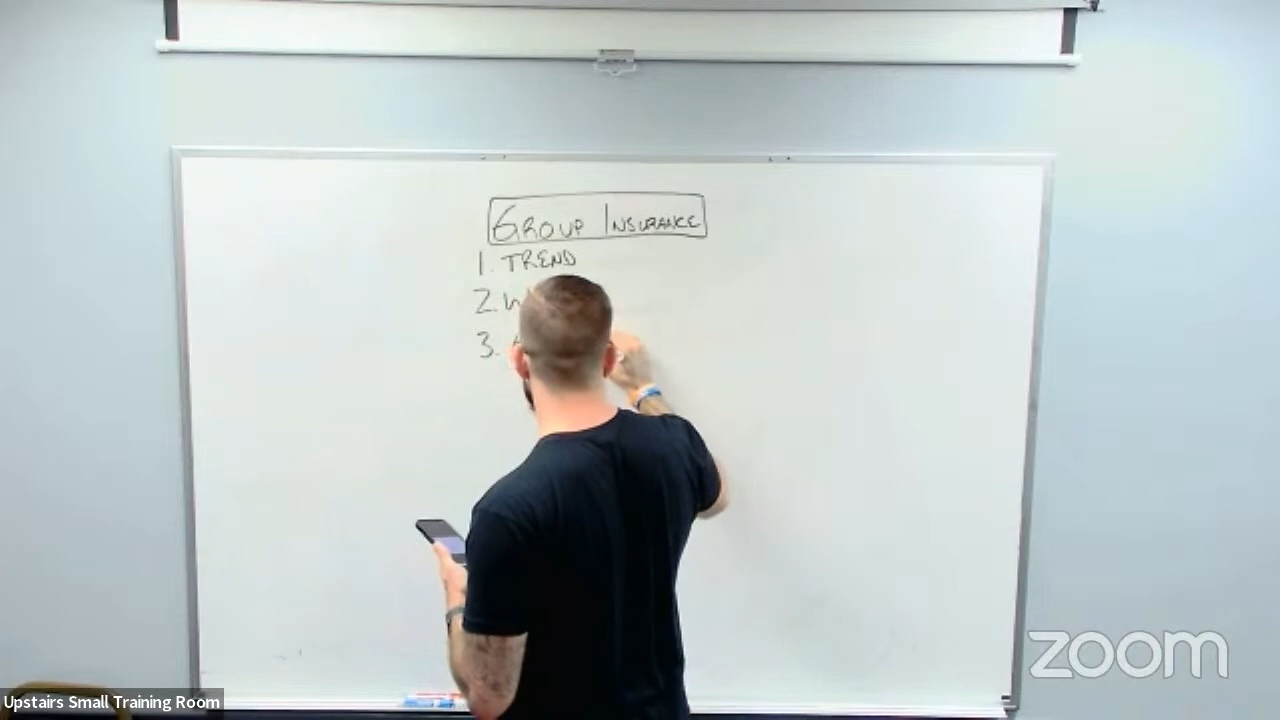 GROUP INSURANCE
1. TREND
2.
3.
zoom
Upstairs Small Training Room